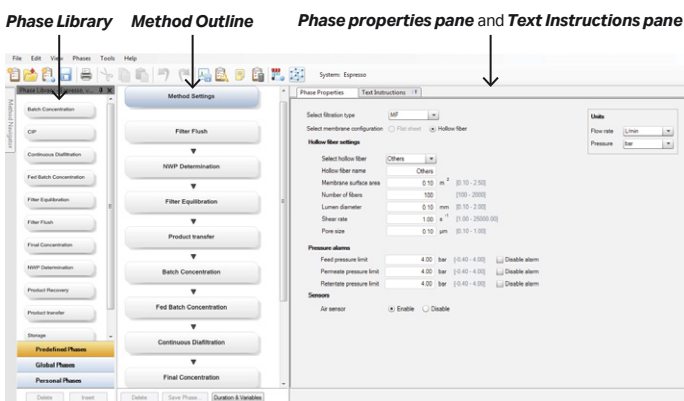 Phase Library Method Outline Phase properties pane and Text Instructions pane
File Edit View Phases Tools Help
System: Espresso
Phase Library
Method Navigator
Batch Concentration
CIP
Continuous Diafiltration
Fed Batch Concentration
Filter Equilibration
Filter Flush
Final Concentration
NWP Determination
Product Recovery
Product transfer
Storage
Predefined Phases
Global Phases
Personal Phases
Delete Insert
Method Settings
Filter Flush
NWP Determination
Filter Equilibration
Product transfer
Batch Concentration
Fed Batch Concentration
Continuous Diafiltration
Final Concentration
Delete Save Phase... Duration & Variables
Phase Properties Text Instructions
Select filtration type MF
Select membrane configuration Flat sheet Hollow fiber
Hollow fiber settings
Select hollow fiber Others
Hollow fiber name Others
Membrane surface area 0.10 m² [0.10 - 2.50]
Number of fibers 100 [100 - 2000]
Lumen diameter 0.10 mm [0.10 - 2.00]
Shear rate 1.00 s⁻¹ [1.00 - 25000.00]
Pore size 0.10 µm [0.10 - 1.00]
Pressure alarms
Feed pressure limit 4.00 bar [-0.40 - 4.00] Disable alarm
Permeate pressure limit 4.00 bar [-0.40 - 4.00] Disable alarm
Retentate pressure limit 4.00 bar [-0.40 - 4.00] Disable alarm
Sensors
Air sensor Enable Disable
Units
Flow rate L/min
Pressure bar